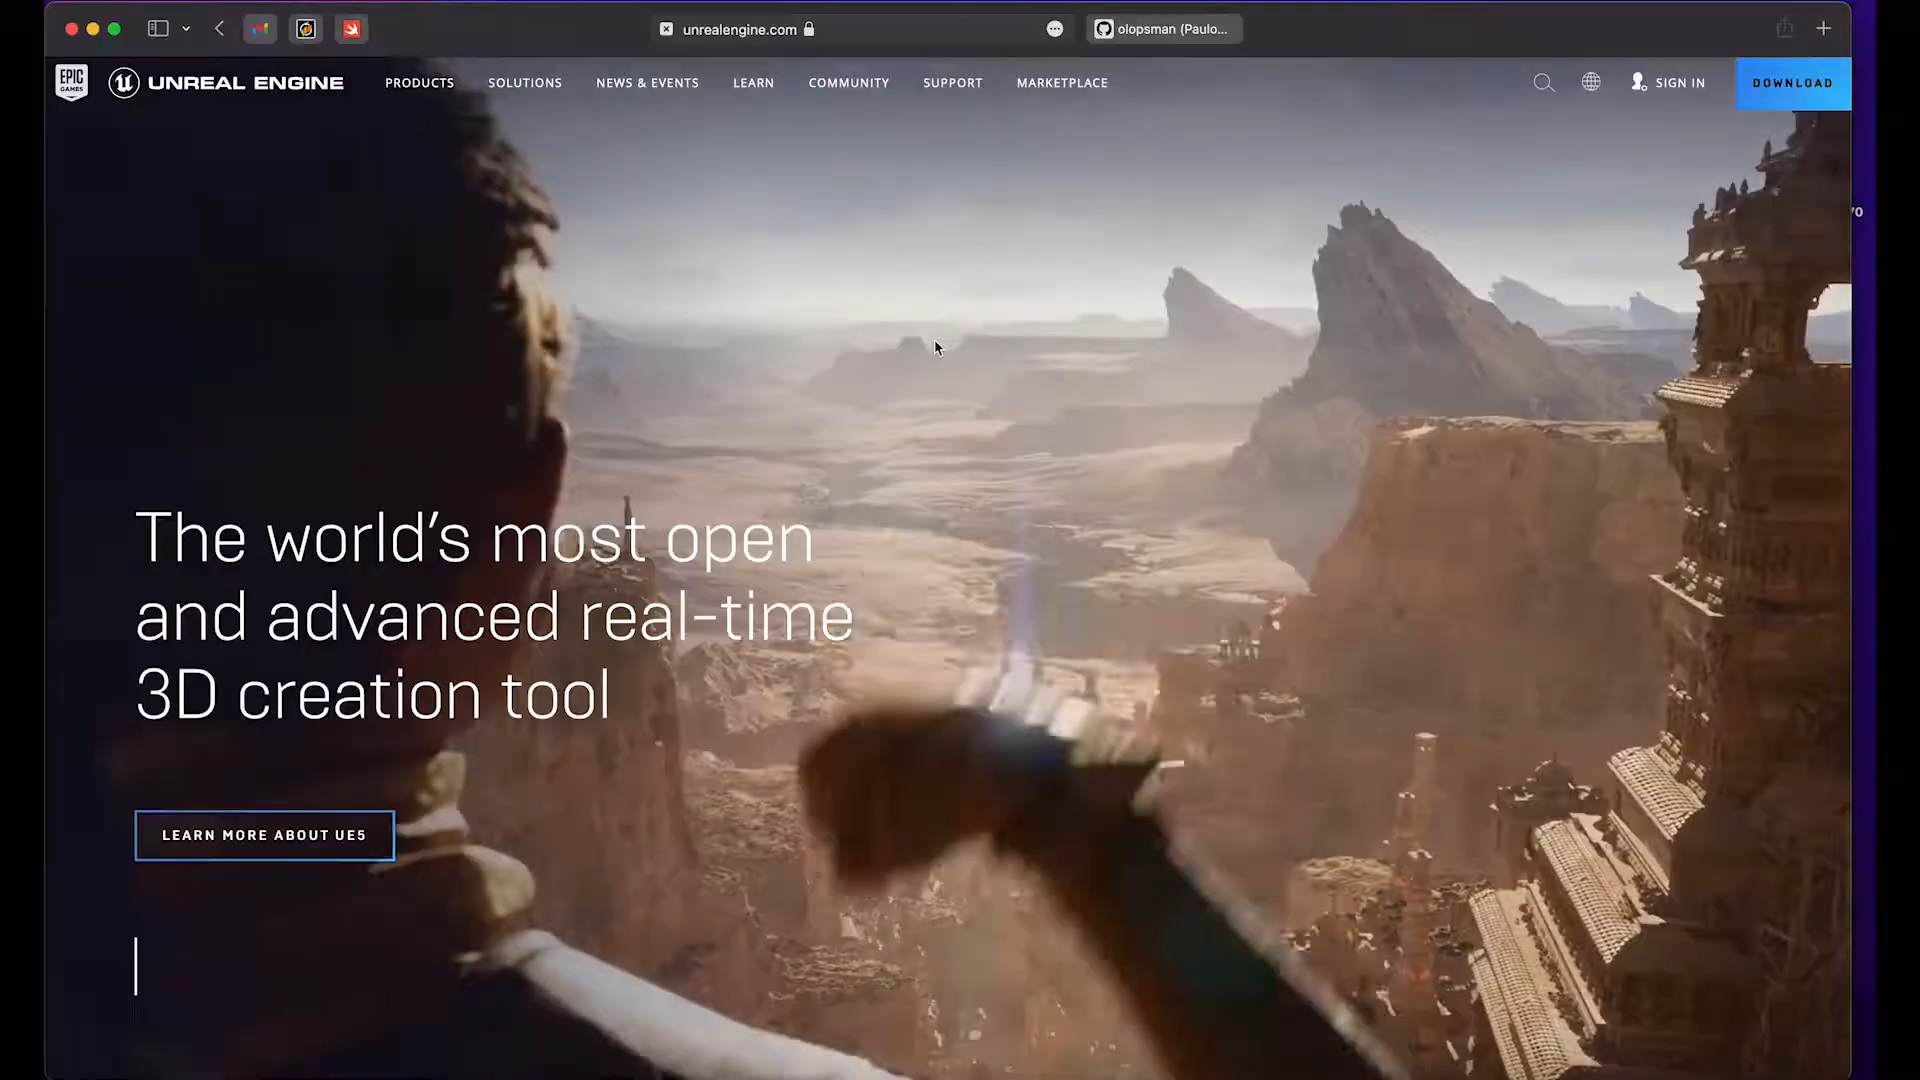 unrealengine.com
olopsman (Paulo...
EPIC
GAMES
UNREAL ENGINE
PRODUCTS
SOLUTIONS
NEWS & EVENTS
LEARN
COMMUNITY
SUPPORT
MARKETPLACE
SIGN IN
DOWNLOAD
70
The world's most open
and advanced real-time
3D creation tool
LEARN MORE ABOUT UE5